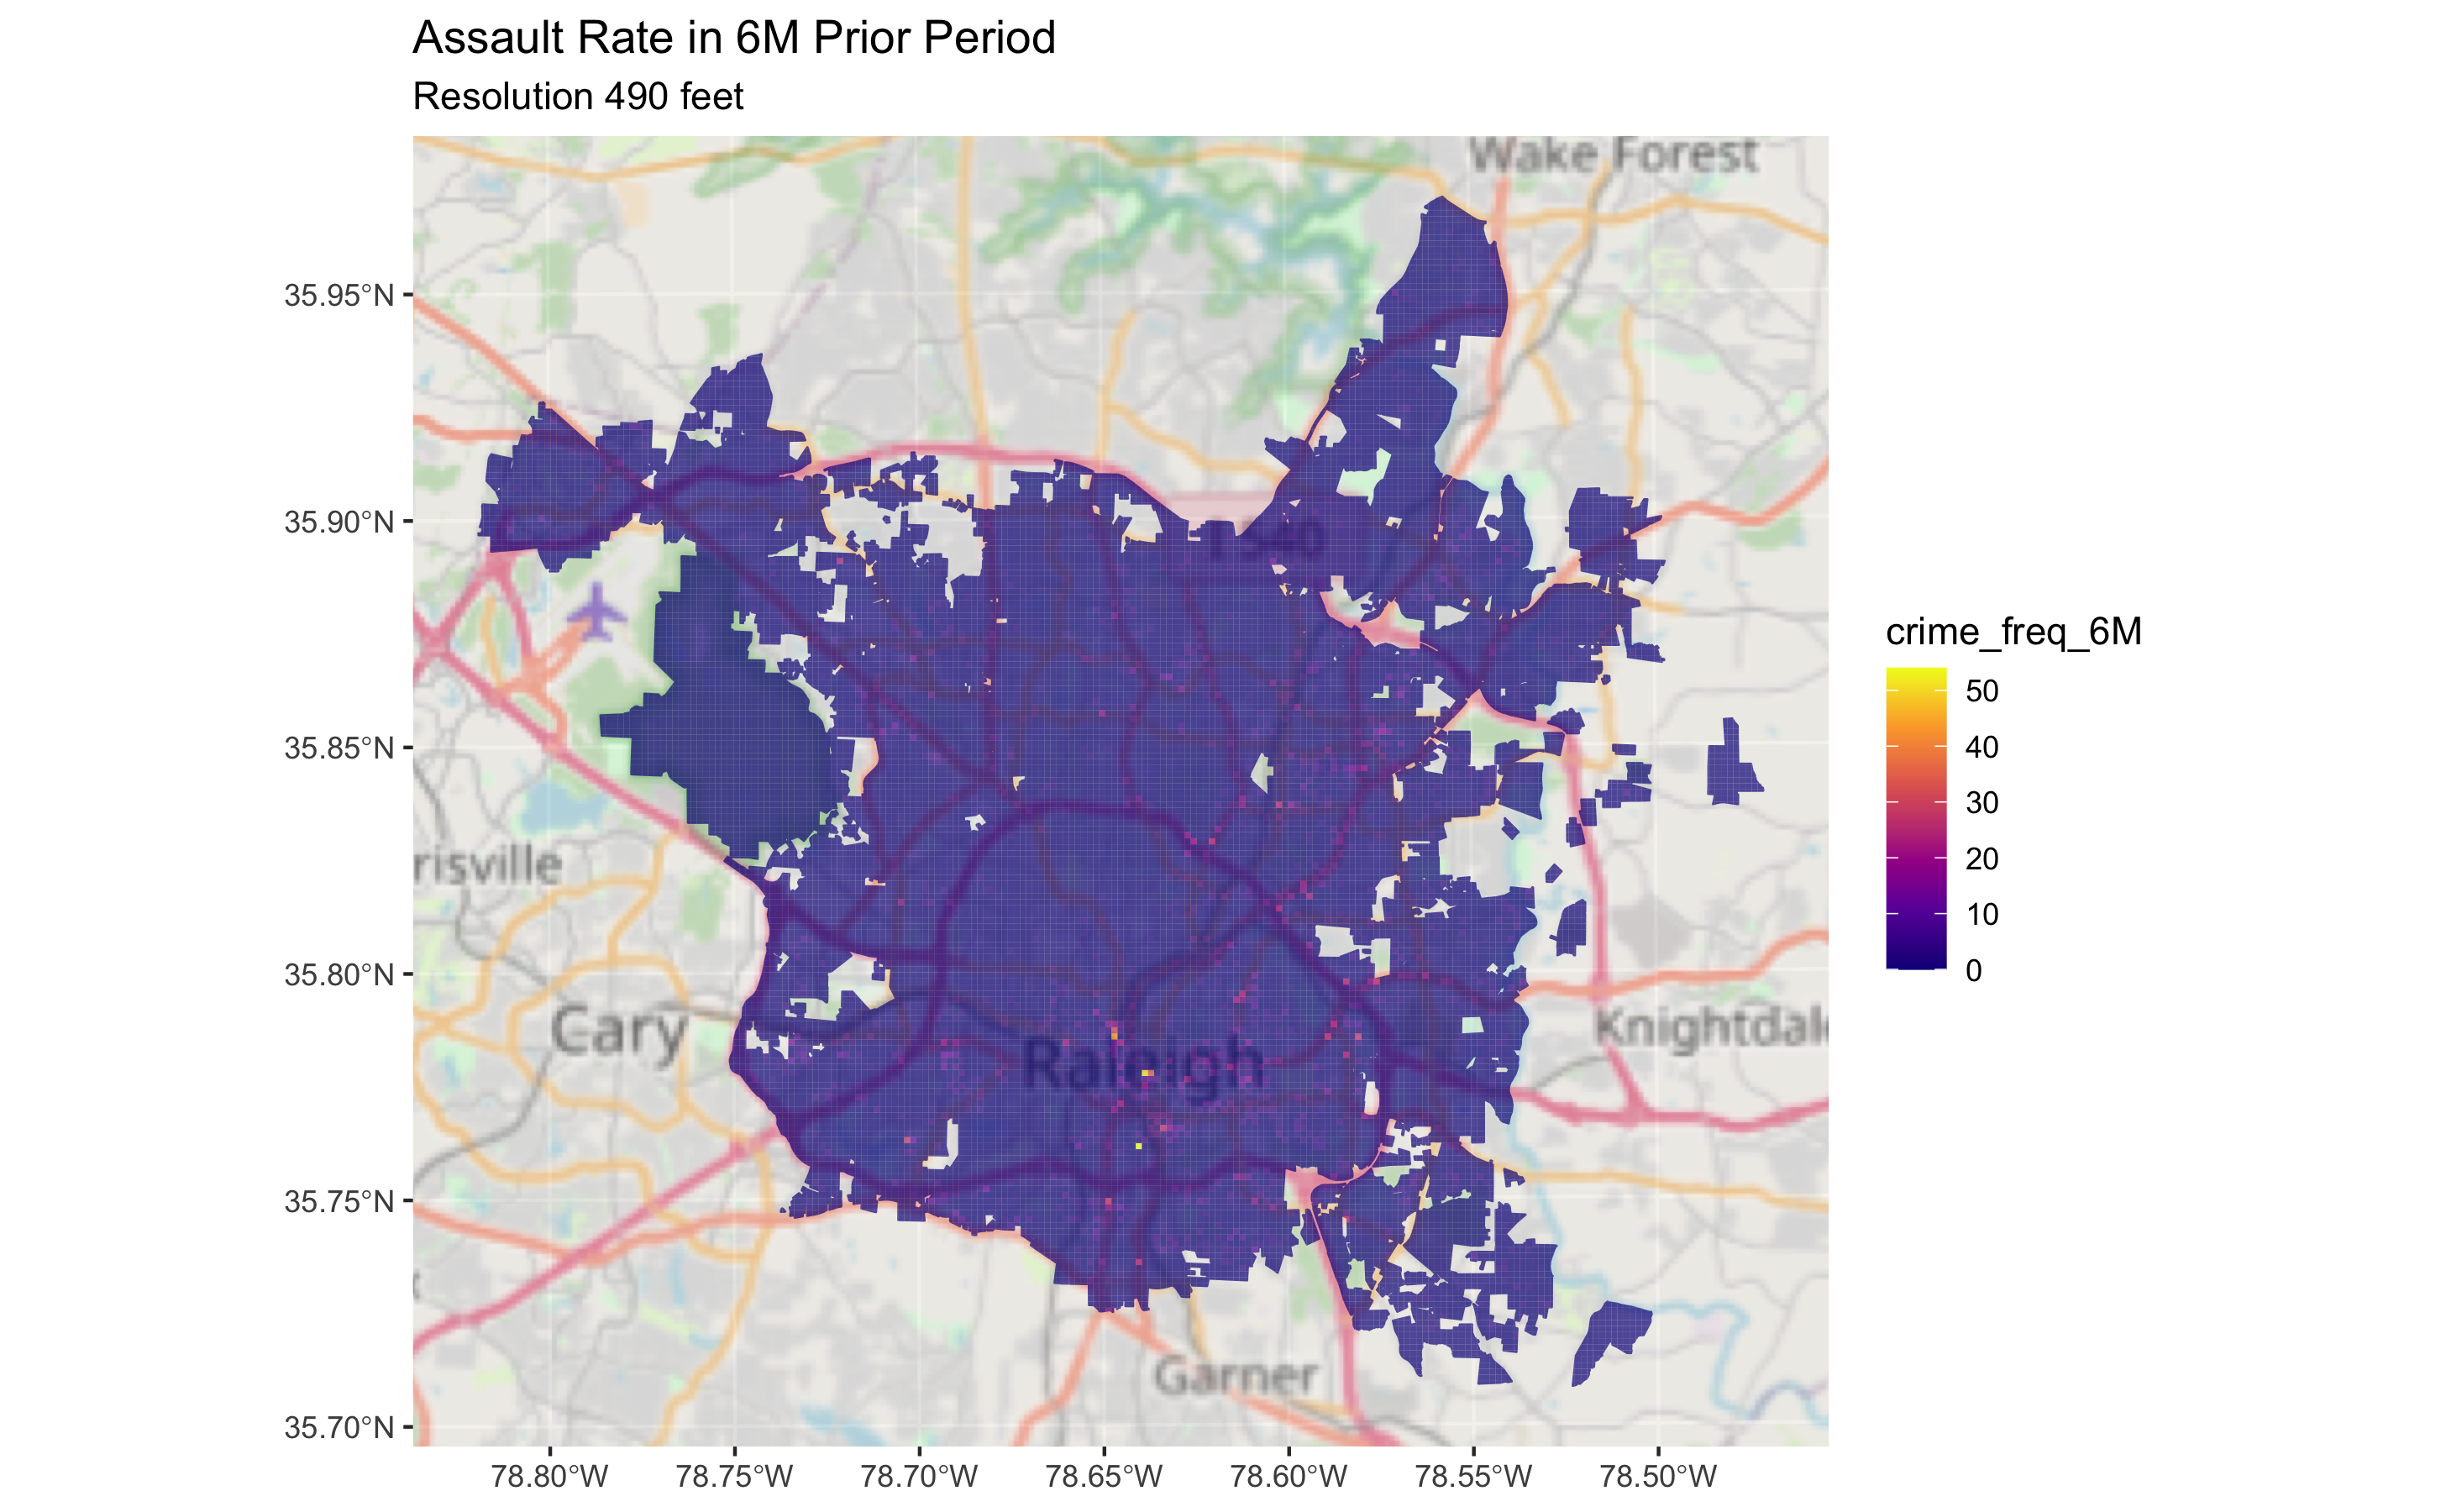 Assault Rate in 6M Prior Period
Resolution 490 feet
Wake Forest
35.95°N
35.90°N
35.85°N
35.80°N
35.75°N
35.70°N
risville
Cary
Raleigh
Knightdale
Garner
crime_freq_6M
50
40
30
20
10
0
78.80°W
78.75°W
78.70°W
78.65°W
78.60°W
78.55°W
78.50°W